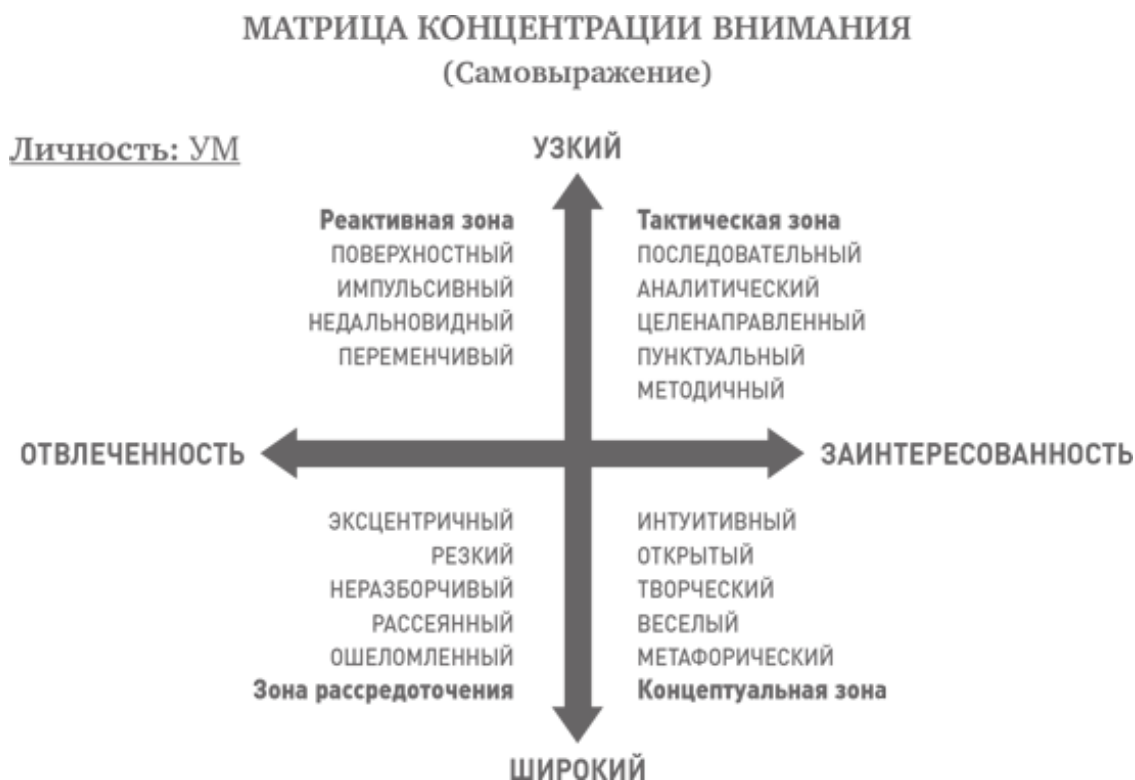 МАТРИЦА КОНЦЕНТРАЦИИ ВНИМАНИЯ
(Самовыражение)
Личность: УМ
УЗКИЙ
Реактивная зона
ПОВЕРХНОСТНЫЙ
ИМПУЛЬСИВНЫЙ
НЕДАЛЬНОВИДНЫЙ
ПЕРЕМЕНЧИВЫЙ
Тактическая зона
ПОСЛЕДОВАТЕЛЬНЫЙ
АНАЛИТИЧЕСКИЙ
ЦЕЛЕНАПРАВЛЕННЫЙ
ПУНКТУАЛЬНЫЙ
МЕТОДИЧНЫЙ
ОТВЛЕЧЕННОСТЬ
ЗАИНТЕРЕСОВАННОСТЬ
ЭКСЦЕНТРИЧНЫЙ
РЕЗКИЙ
НЕРАЗБОРЧИВЫЙ
РАССЕЯННЫЙ
ОШЕЛОМЛЕННЫЙ
Зона рассредоточения
ИНТУИТИВНЫЙ
ОТКРЫТЫЙ
ТВОРЧЕСКИЙ
ВЕСЕЛЫЙ
МЕТАФОРИЧЕСКИЙ
Концептуальная зона
ШИРОКИЙ